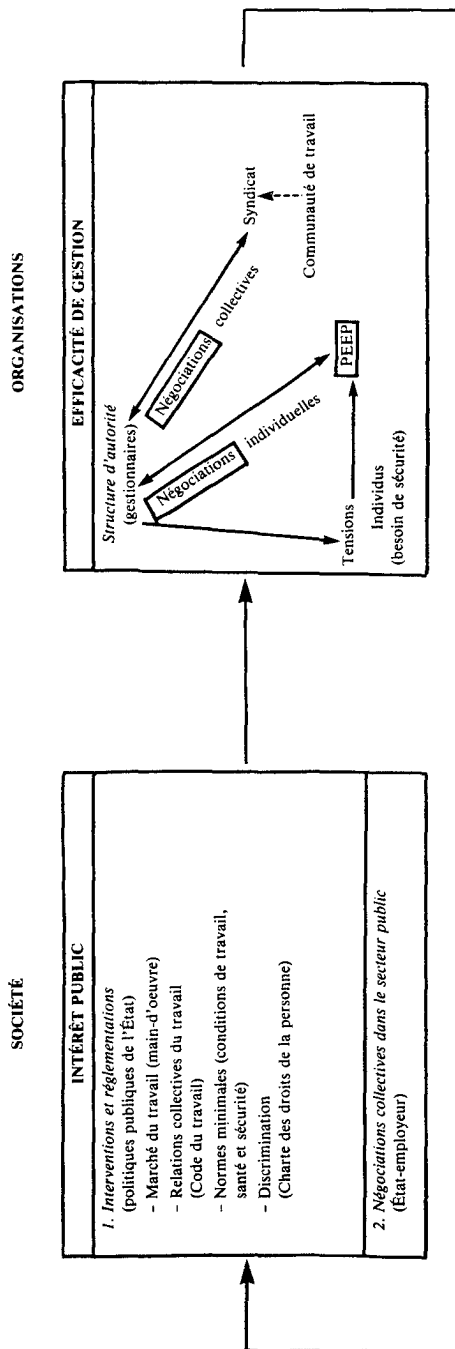 SOCIÉTÉ
INTÉRÊT PUBLIC
1. Interventions et réglementations
(politiques publiques de l'État)
– Marché du travail (main-d'oeuvre)
– Relations collectives du travail
(Code du travail)
– Normes minimales (conditions de travail,
santé et sécurité)
– Discrimination
(Charte des droits de la personne)
2. Négociations collectives dans le secteur public
(État-employeur)
ORGANISATIONS
EFFICACITÉ DE GESTION
Structure d'autorité
(gestionnaires)
Négociations collectives
Syndicat
Négociations individuelles
Communauté de travail
PEEP
Tensions
Individus
(besoin de sécurité)